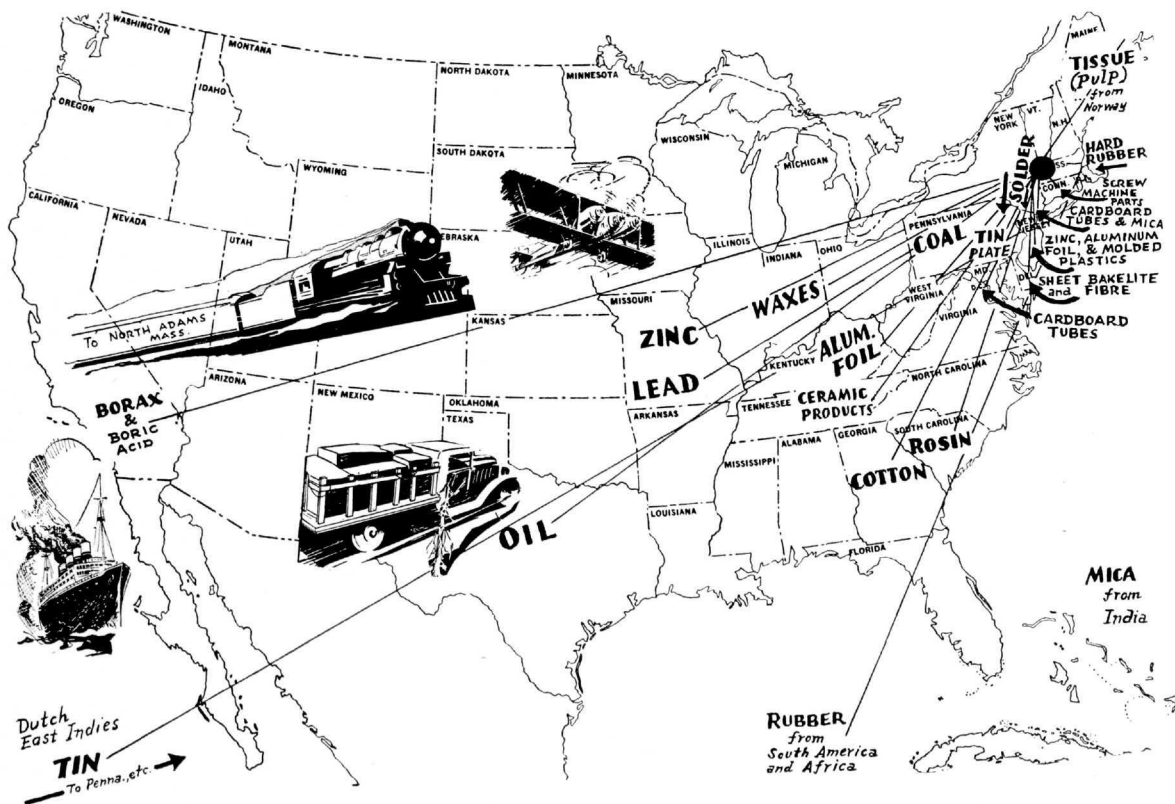 WASHINGTON
MONTANA
NORTH DAKOTA
MINNESOTA
MAINE
TISSUE
(Pulp)
from
Norway
OREGON
IDAHO
WISCONSIN
NEW
YORK
VT.
N.H.
SOUTH DAKOTA
MICHIGAN
SOLDER
HARD
RUBBER
WYOMING
CONN.
SCREW
MACHINE
PARTS
CALIFORNIA
NEVADA
UTAH
PENNSYLVANIA
CARDBOARD
TUBES & MICA
ILLINOIS
INDIANA
OHIO
COAL
TIN
PLATE
ZINC, ALUMINUM
FOIL, & MOLDED
PLASTICS
WEST
VIRGINIA
MD.
SHEET BAKELITE
and FIBRE
MISSOURI
WAXES
VIRGINIA
CARDBOARD
TUBES
To NORTH ADAMS
MASS.
KANSAS
ZINC
KENTUCKY
ALUM.
FOIL
ARIZONA
NEW MEXICO
OKLAHOMA
TEXAS
LEAD
ARKANSAS
TENNESSEE
NORTH CAROLINA
CERAMIC
PRODUCTS
BORAX
&
BORIC
ACID
MISSISSIPPI
ALABAMA
GEORGIA
SOUTH CAROLINA
ROSIN
COTTON
LOUISIANA
OIL
FLORIDA
MICA
from
India
Dutch
East Indies
TIN
To Penna., etc.
RUBBER
from
South America
and Africa